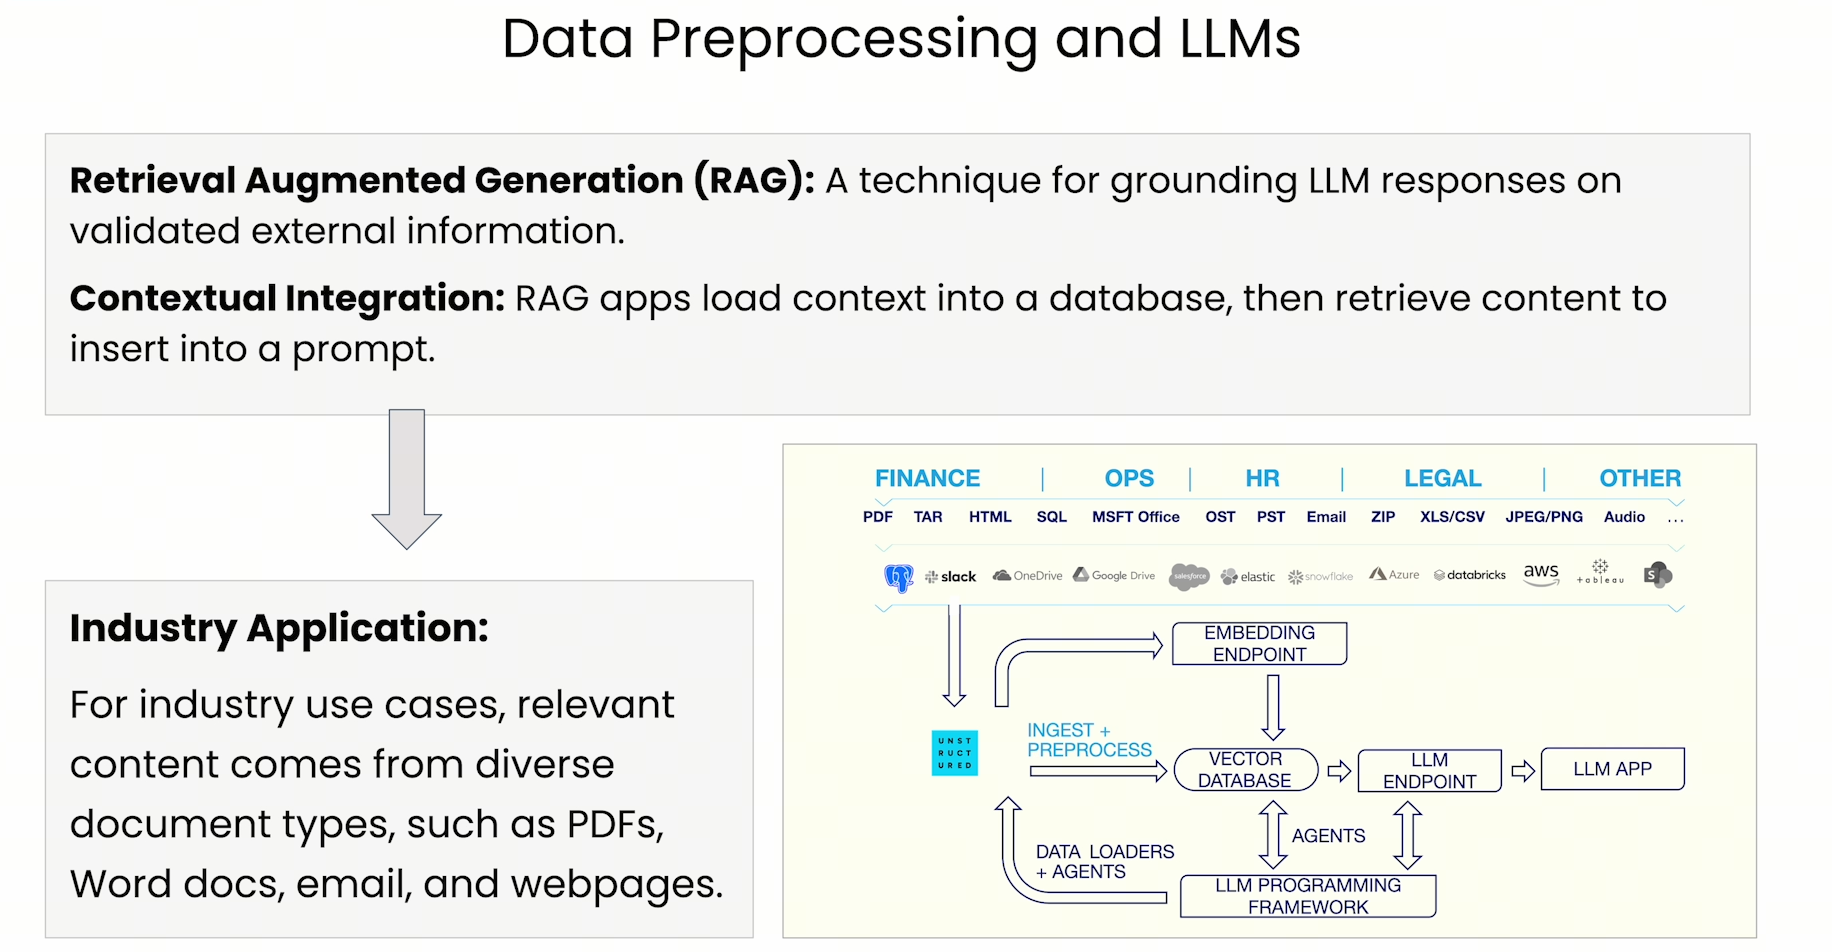 Data Preprocessing and LLMs
Retrieval Augmented Generation (RAG): A technique for grounding LLM responses on
validated external information.
Contextual Integration: RAG apps load context into a database, then retrieve content to
insert into a prompt.
Industry Application:
For industry use cases, relevant
content comes from diverse
document types, such as PDFs,
Word docs, email, and webpages.
FINANCE | OPS | HR | LEGAL | OTHER
PDF TAR HTML SQL MSFT Office OST PST Email ZIP XLS/CSV JPEG/PNG Audio ...
slack OneDrive Google Drive salesforce elastic snowflake Azure databricks aws +ableau S
EMBEDDING
ENDPOINT
UNST
RUCT
URED
INGEST +
PREPROCESS
VECTOR
DATABASE
LLM
ENDPOINT
LLM APP
AGENTS
DATA LOADERS
+ AGENTS
LLM PROGRAMMING
FRAMEWORK